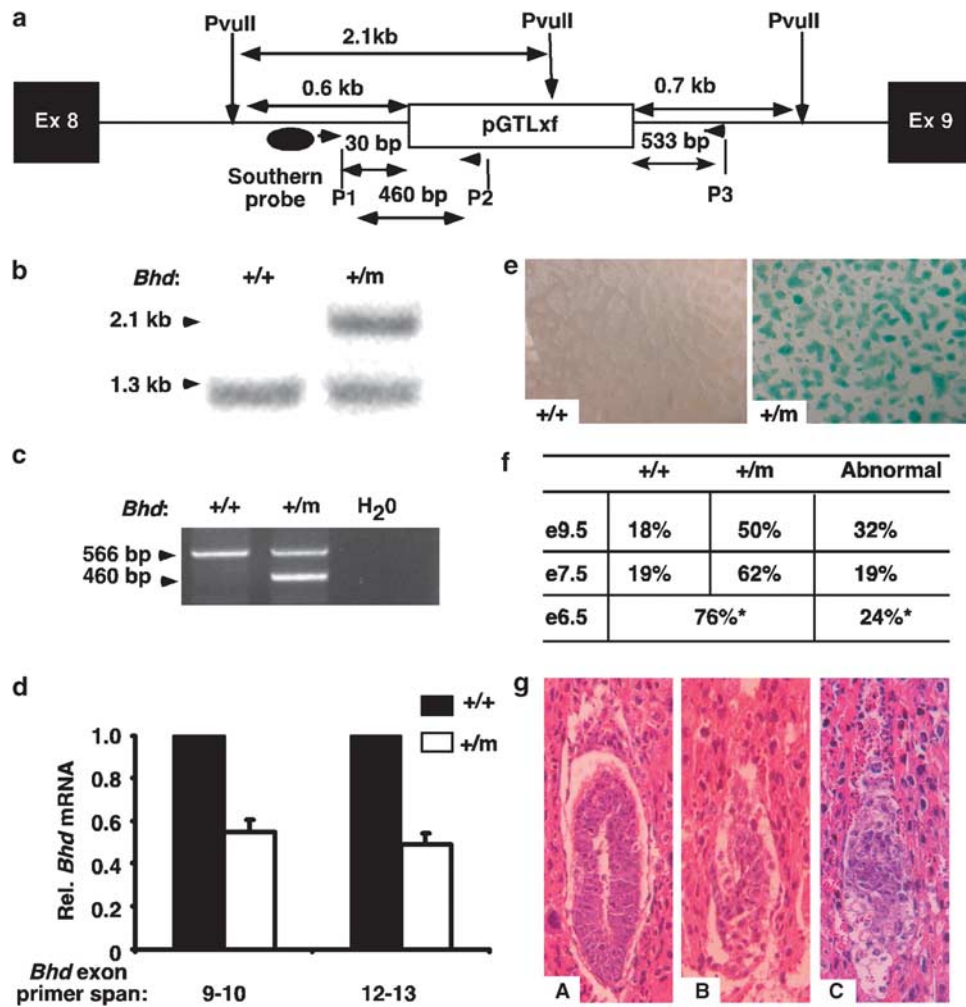 a
PvuII PvuII PvuII
2.1kb
0.6 kb 0.7 kb
Ex 8 pGTLxf Ex 9
30 bp 533 bp
Southern probe
P1 P2 P3
460 bp
b
Bhd: +/+ +/m
2.1 kb
1.3 kb
c
Bhd: +/+ +/m H20
566 bp
460 bp
d
+/+
+/m
Rel. Bhd mRNA
1.0
0.8
0.6
0.4
0.2
0
Bhd exon
primer span: 9-10 12-13
e
+/+ +/m
f
+/+ +/m Abnormal
e9.5 18% 50% 32%
e7.5 19% 62% 19%
e6.5 76%* 24%*
g
A B C